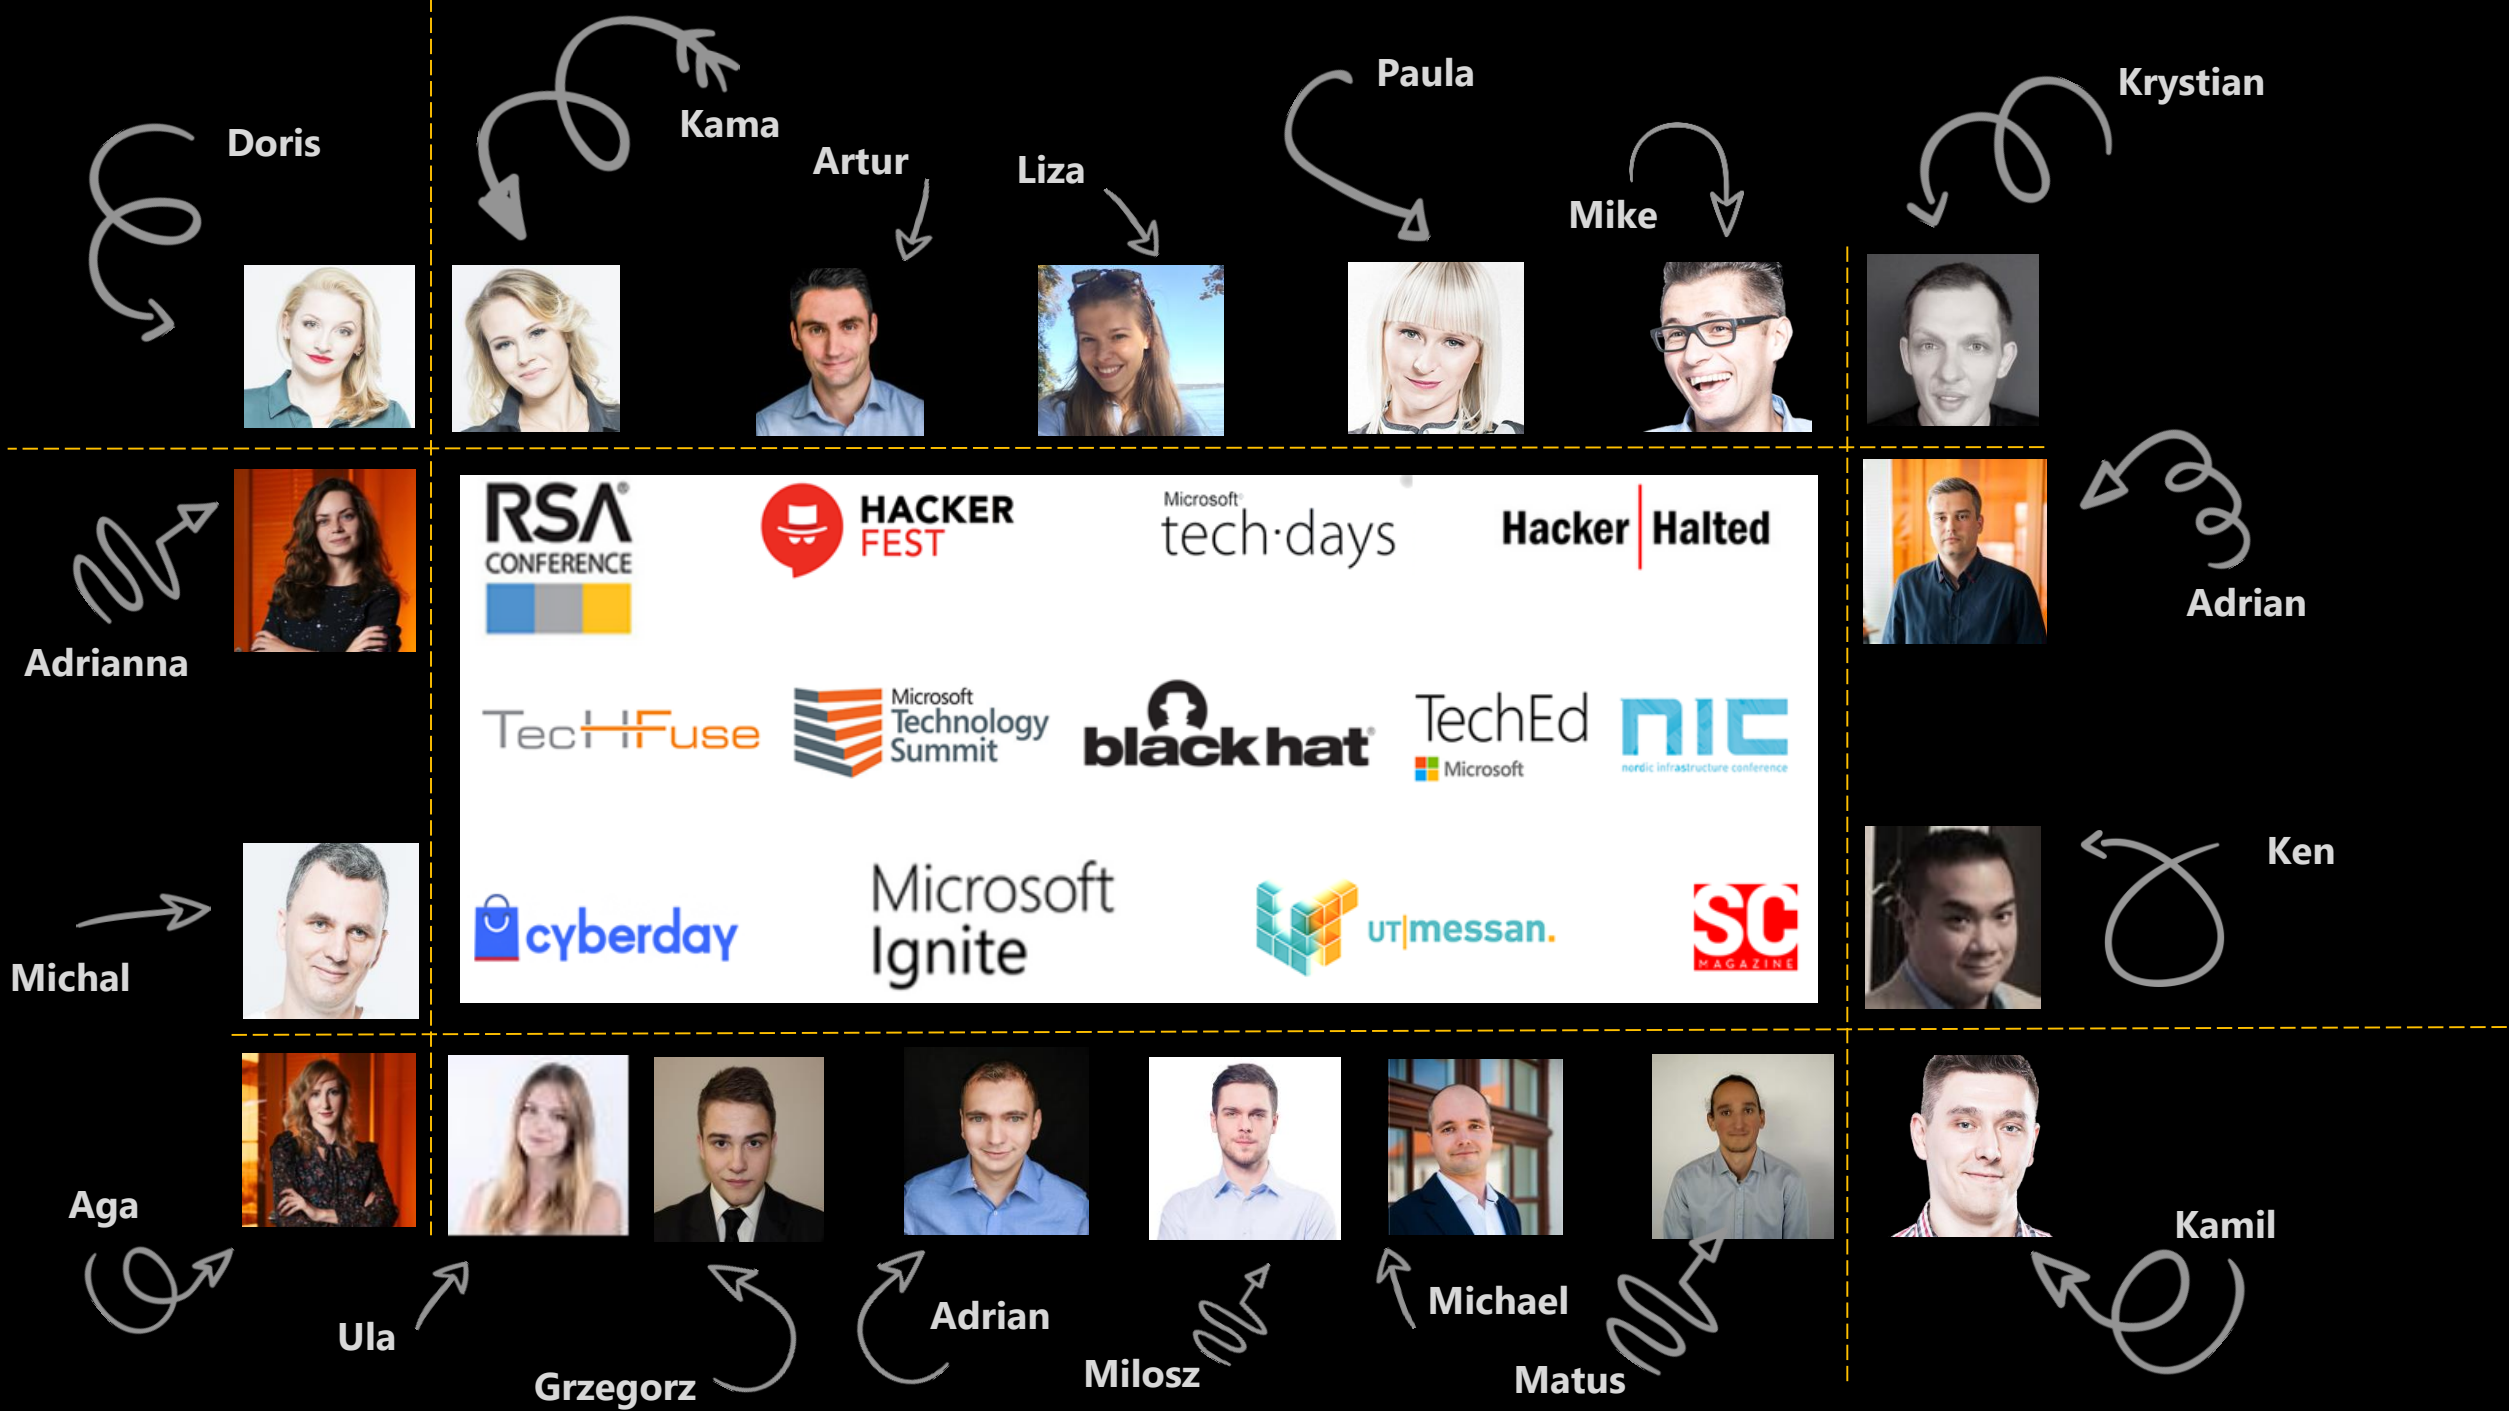 Paula
Krystian
Kama
Doris
Artur
Liza
Mike
RSA®
CONFERENCE
HACKER
FEST
Microsoft®
tech·days
Hacker|Halted
Adrian
Adrianna
TecHFuse
Microsoft
Technology
Summit
black hat®
TechEd
Microsoft
nic
nordic infrastructure conference
Ken
Michal
cyberday
Microsoft
Ignite
UT|messan.
SC
MAGAZINE
Aga
Kamil
Ula
Grzegorz
Adrian
Milosz
Michael
Matus